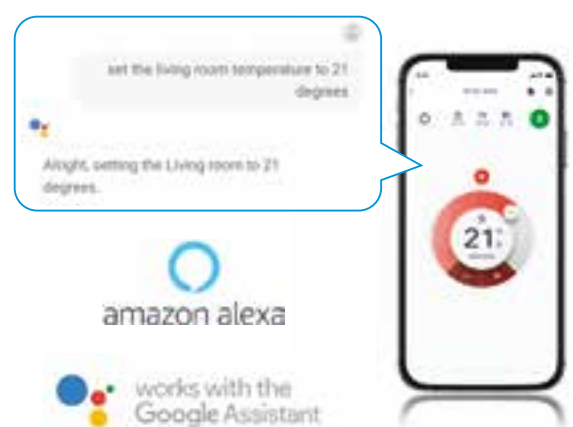 set the living room temperature to 21
degrees
Alright, setting the Living room to 21
degrees.
21
amazon alexa
works with the
Google Assistant